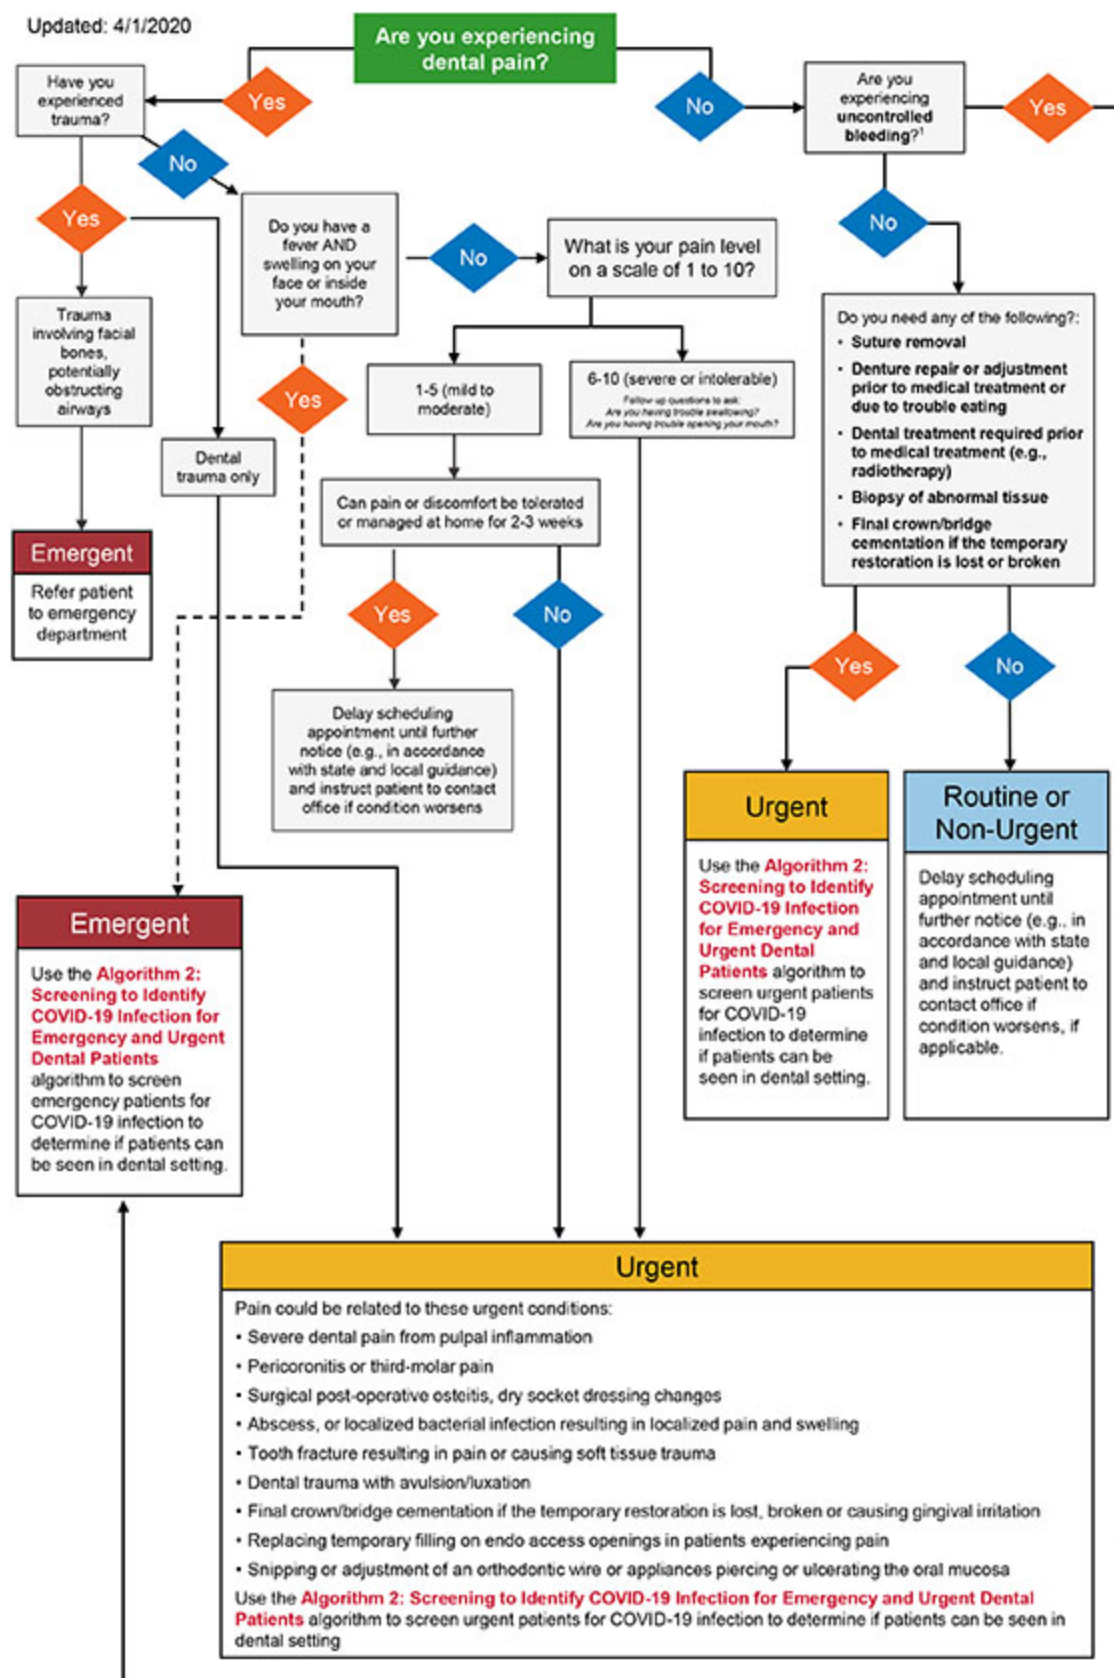 Updated: 4/1/2020
Are you experiencing
dental pain?
Yes
No
Have you
experienced
trauma?
Are you
experiencing
uncontrolled
bleeding?¹
Yes
No
Yes
Do you have a
fever AND
swelling on your
face or inside
your mouth?
No
What is your pain level
on a scale of 1 to 10?
No
Trauma
involving facial
bones,
potentially
obstructing
airways
Yes
1-5 (mild to
moderate)
6-10 (severe or intolerable)
Follow up questions to ask:
Are you having trouble swallowing?
Are you having trouble opening your mouth?
Do you need any of the following?:
• Suture removal
• Denture repair or adjustment
prior to medical treatment or
due to trouble eating
• Dental treatment required prior
to medical treatment (e.g.,
radiotherapy)
• Biopsy of abnormal tissue
• Final crown/bridge
cementation if the temporary
restoration is lost or broken
Dental
trauma only
Can pain or discomfort be tolerated
or managed at home for 2-3 weeks
Emergent
Refer patient
to emergency
department
Yes
No
Yes
No
Delay scheduling
appointment until further
notice (e.g., in accordance
with state and local guidance)
and instruct patient to contact
office if condition worsens
Urgent
Use the Algorithm 2:
Screening to Identify
COVID-19 Infection
for Emergency and
Urgent Dental
Patients algorithm to
screen urgent patients
for COVID-19
infection to determine
if patients can be
seen in dental setting.
Routine or
Non-Urgent
Delay scheduling
appointment until
further notice (e.g., in
accordance with state
and local guidance)
and instruct patient to
contact office if
condition worsens, if
applicable.
Emergent
Use the Algorithm 2:
Screening to Identify
COVID-19 Infection for
Emergency and Urgent
Dental Patients
algorithm to screen
emergency patients for
COVID-19 infection to
determine if patients can
be seen in dental setting.
Urgent
Pain could be related to these urgent conditions:
• Severe dental pain from pulpal inflammation
• Pericoronitis or third-molar pain
• Surgical post-operative osteitis, dry socket dressing changes
• Abscess, or localized bacterial infection resulting in localized pain and swelling
• Tooth fracture resulting in pain or causing soft tissue trauma
• Dental trauma with avulsion/luxation
• Final crown/bridge cementation if the temporary restoration is lost, broken or causing gingival irritation
• Replacing temporary filling on endo access openings in patients experiencing pain
• Snipping or adjustment of an orthodontic wire or appliances piercing or ulcerating the oral mucosa
Use the Algorithm 2: Screening to Identify COVID-19 Infection for Emergency and Urgent Dental
Patients algorithm to screen urgent patients for COVID-19 infection to determine if patients can be seen in
dental setting